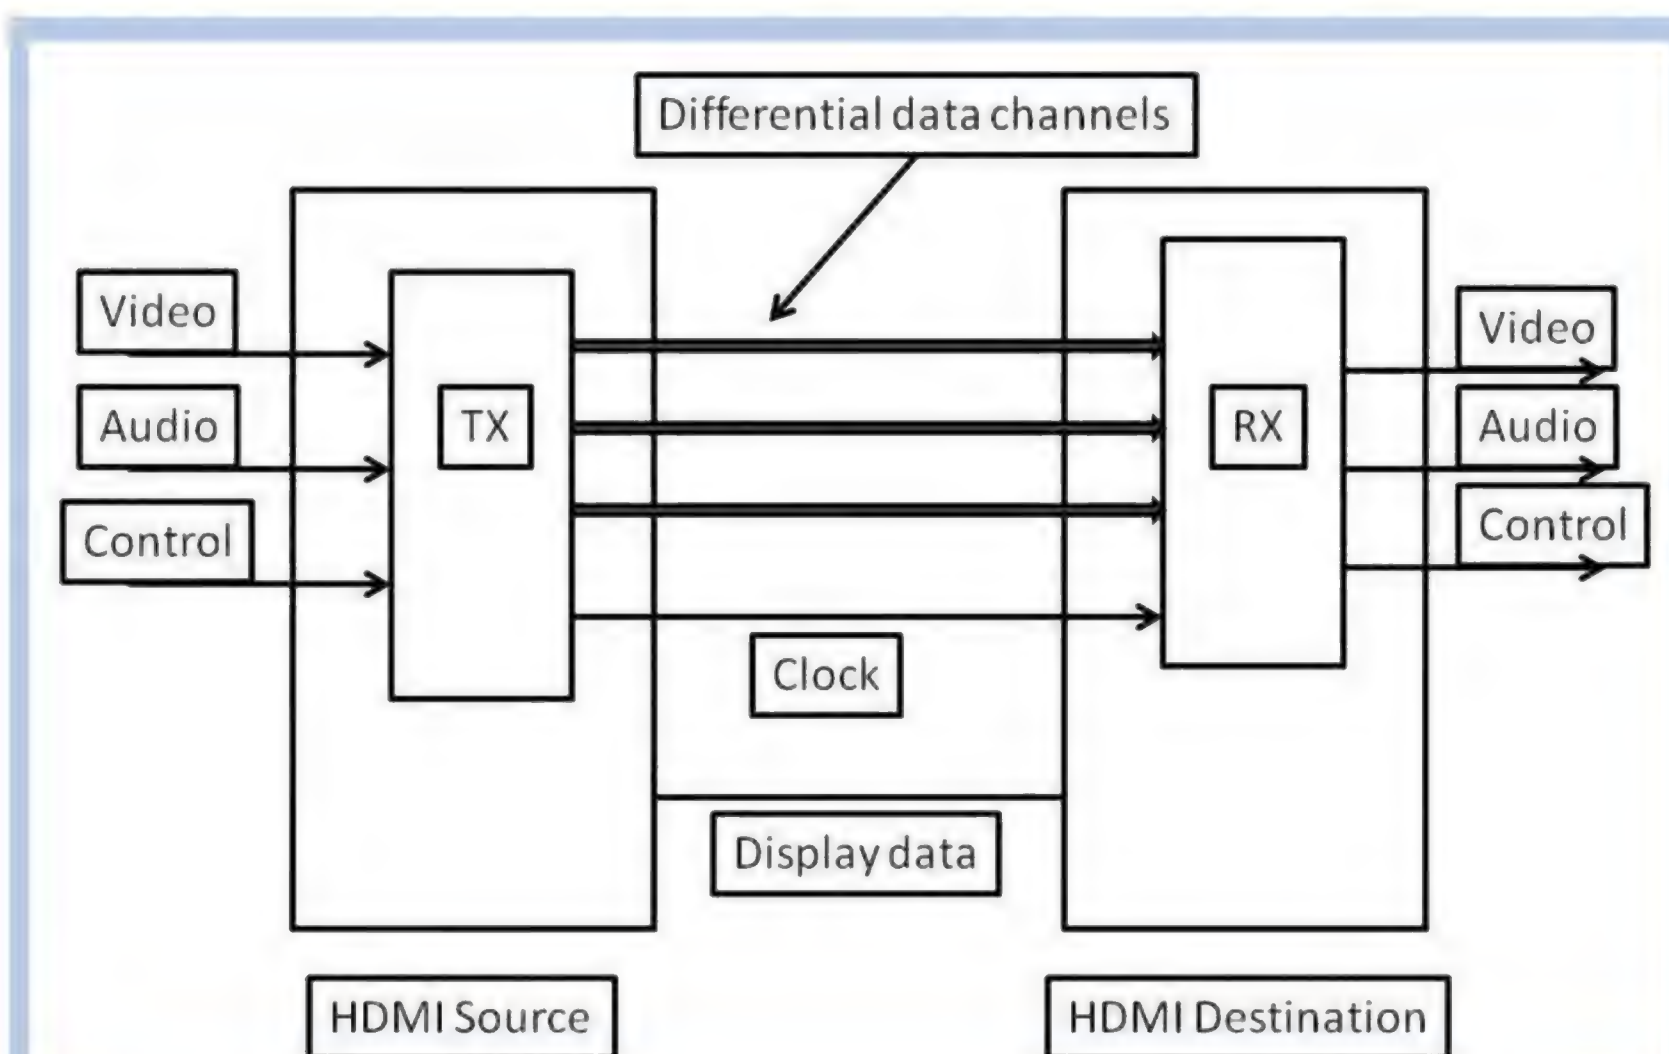 Differential data channels
Video
Audio
Control
TX
RX
Video
Audio
Control
Clock
Display data
HDMI Source
HDMI Destination